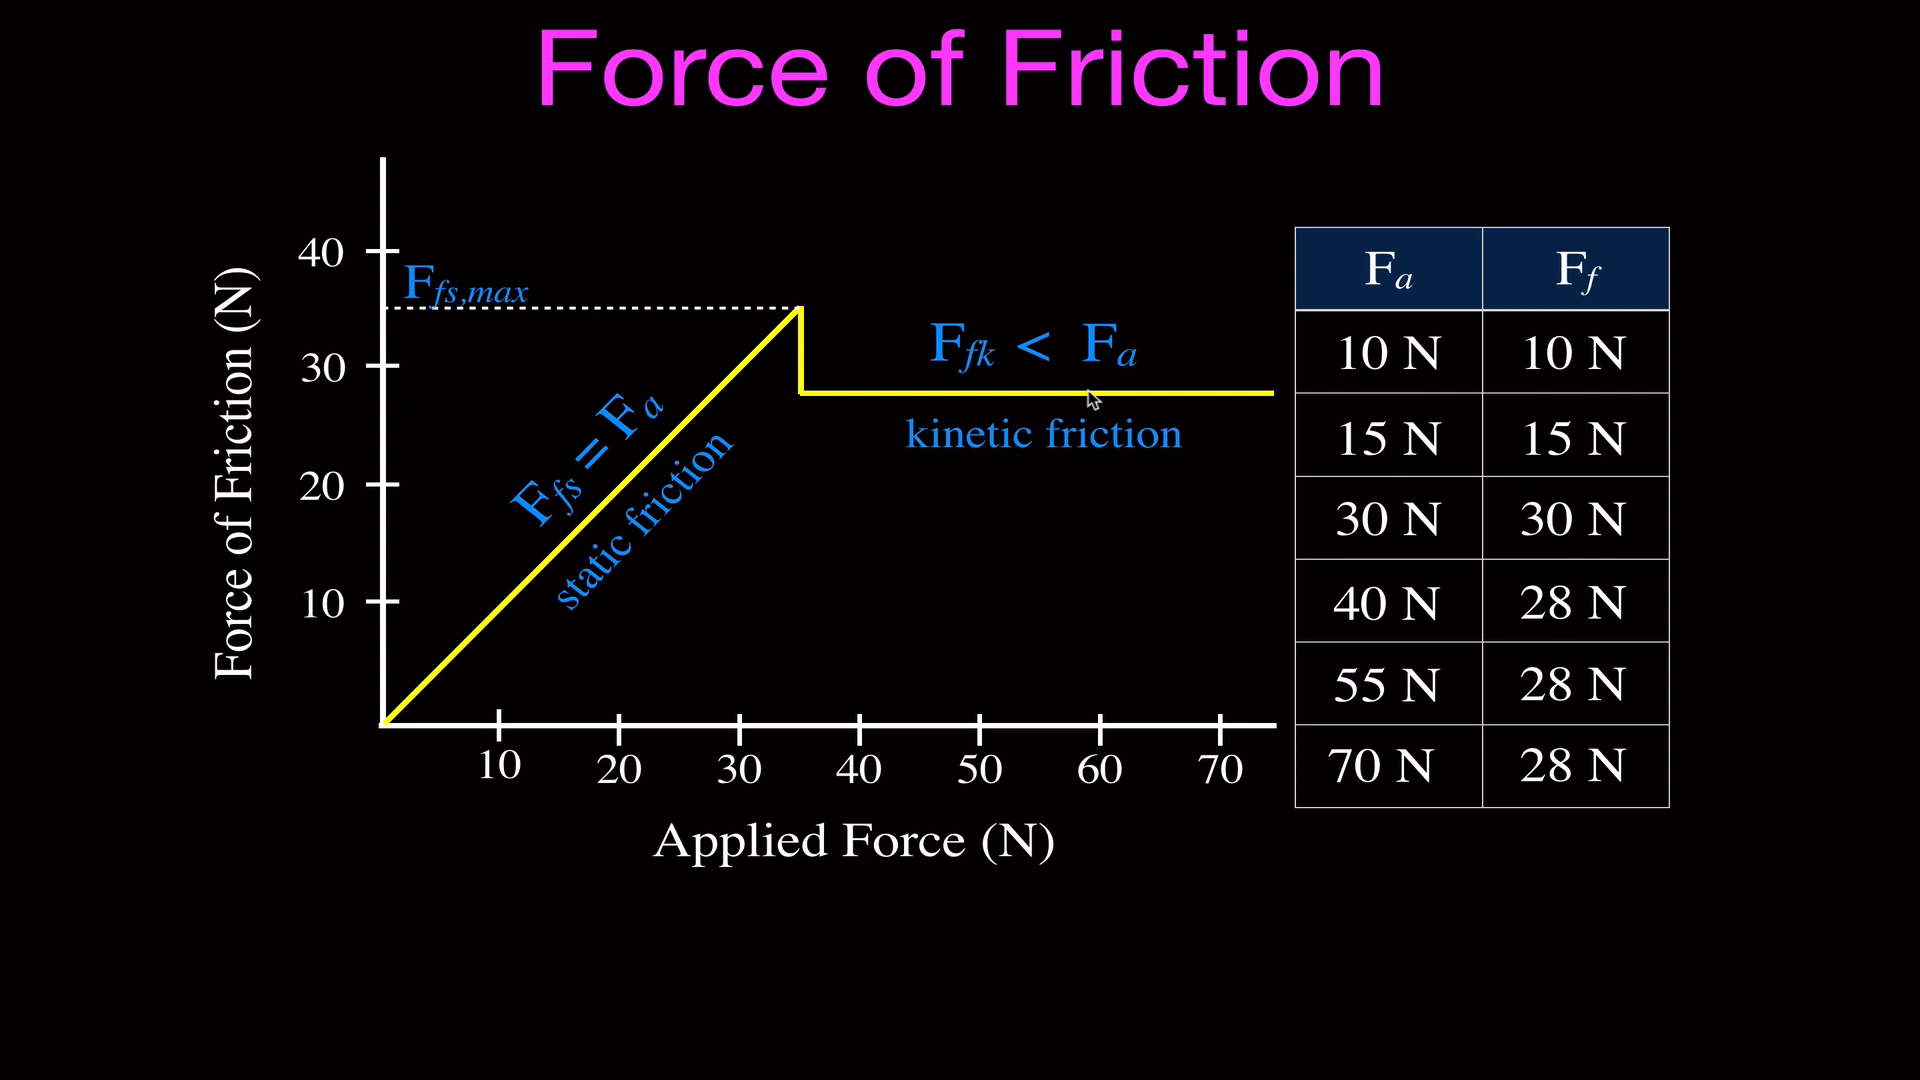 Force of Friction
Force of Friction (N)
40
30
20
10
Ffs,max
Ffs = Fa
static friction
Ffk < Fa
kinetic friction
10 20 30 40 50 60 70
Applied Force (N)
Fa Ff
10 N 10 N
15 N 15 N
30 N 30 N
40 N 28 N
55 N 28 N
70 N 28 N